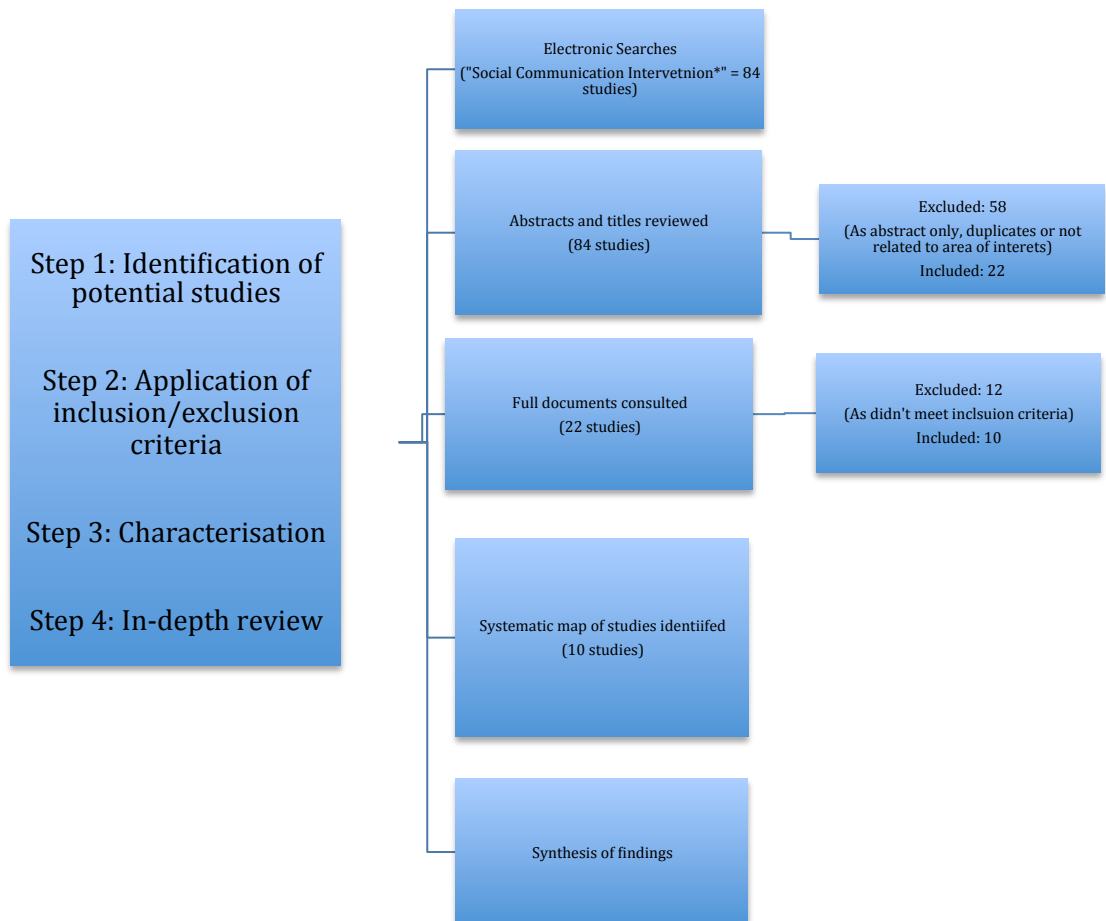 Step 1: Identification of
potential studies
Step 2: Application of
inclusion/exclusion
criteria
Step 3: Characterisation
Step 4: In-depth review
Electronic Searches
("Social Communication Intervetnion*" = 84
studies)
Abstracts and titles reviewed
(84 studies)
Excluded: 58
(As abstract only, duplicates or not
related to area of interets)
Included: 22
Full documents consulted
(22 studies)
Excluded: 12
(As didn't meet inclsuion criteria)
Included: 10
Systematic map of studies identiifed
(10 studies)
Synthesis of findings